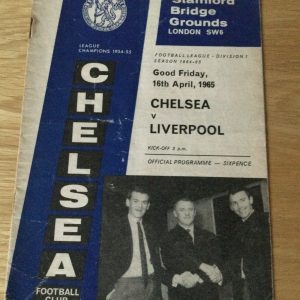 Stamford
Bridge
Grounds
LONDON SW6
LEAGUE
CHAMPIONS 1954-55
FOOTBALL LEAGUE - DIVISION 1
SEASON 1964-65
Good Friday,
16th April, 1965
CHELSEA
v
LIVERPOOL
KICK-OFF 3 p.m.
OFFICIAL PROGRAMME — SIXPENCE
CHELSEA
FOOTBALL
CLUB